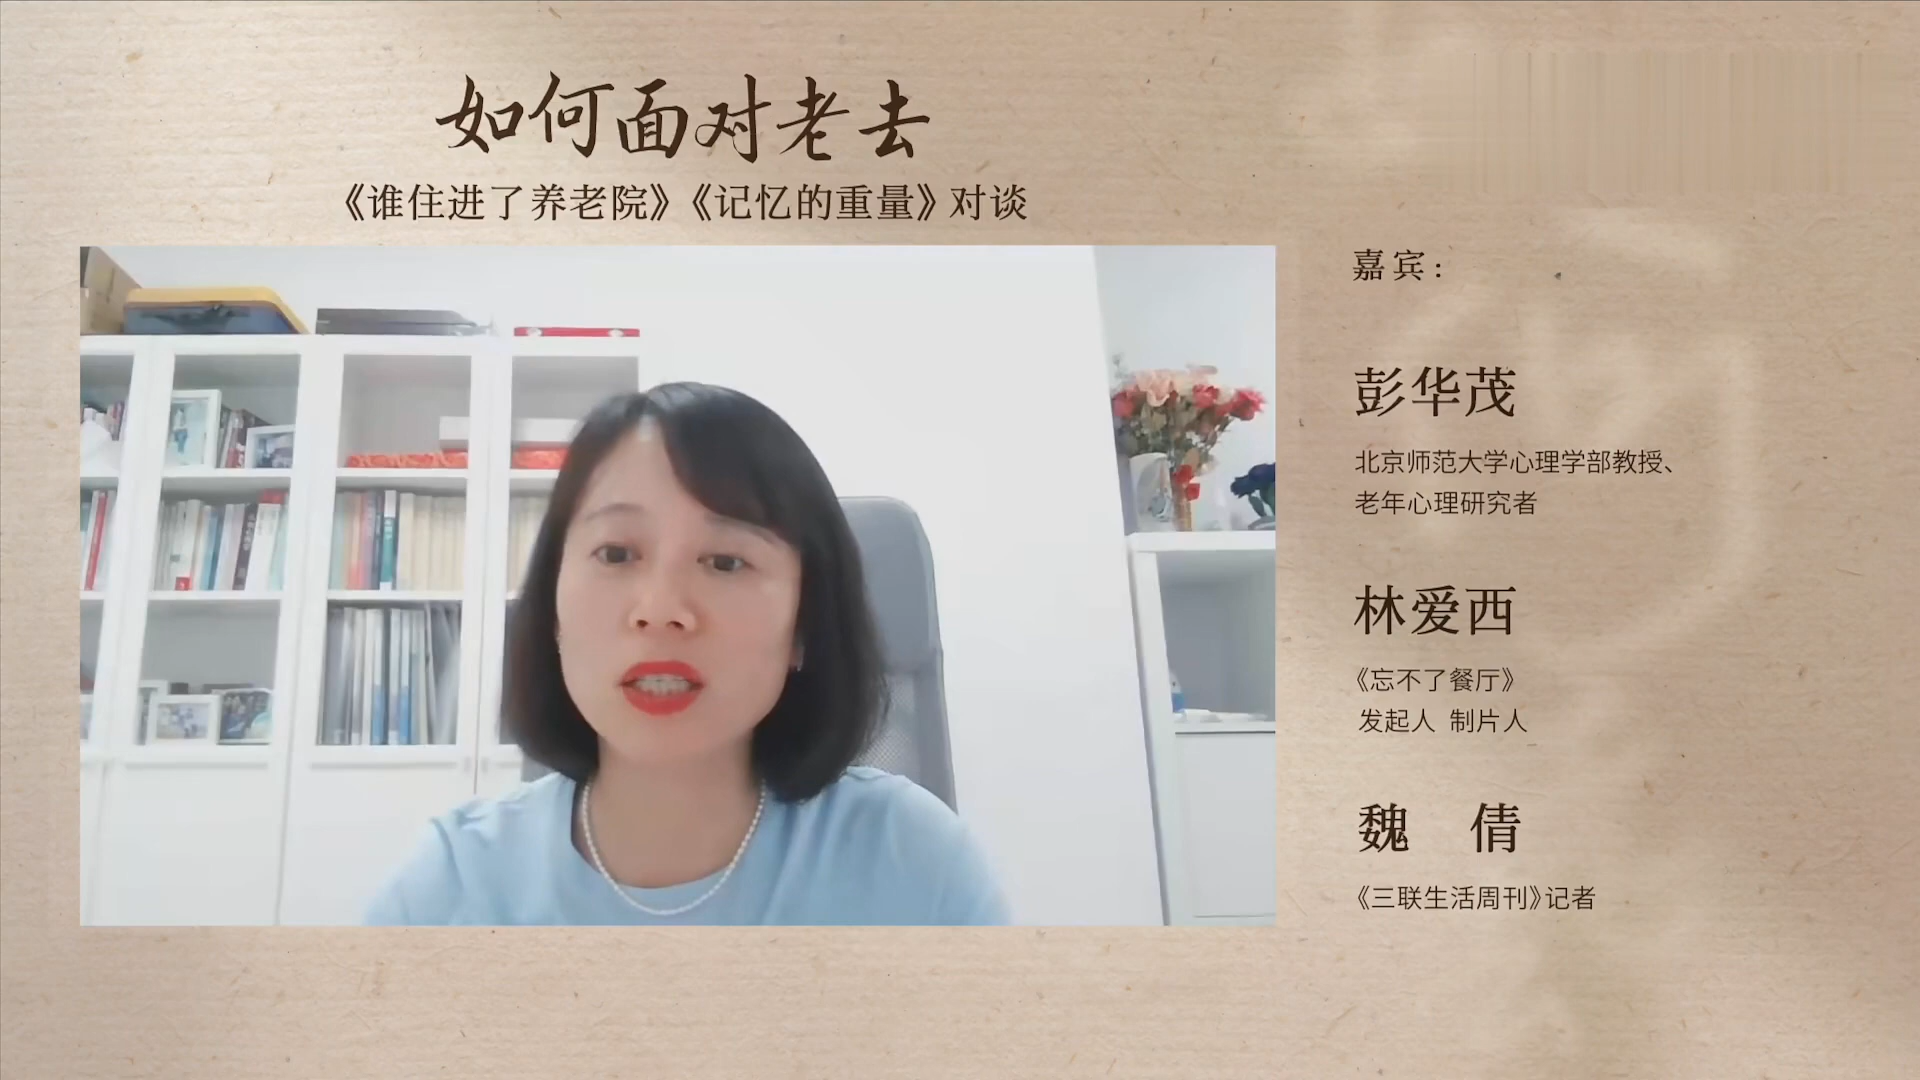 如何面对老去
《谁住进了养老院》《记忆的重量》对谈
嘉宾：
彭华茂
北京师范大学心理学部教授、
老年心理研究者
林爱西
《忘不了餐厅》
发起人 制片人
魏 倩
《三联生活周刊》记者